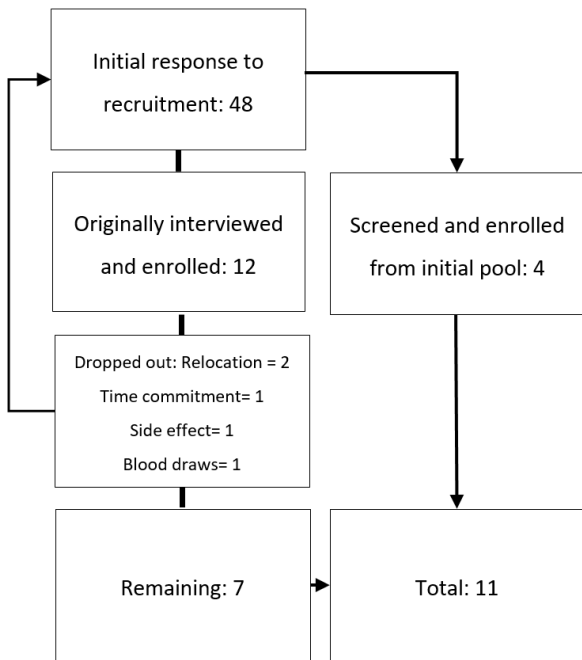 Initial response to
recruitment: 48
Originally interviewed
and enrolled: 12
Screened and enrolled
from initial pool: 4
Dropped out: Relocation = 2
Time commitment= 1
Side effect= 1
Blood draws= 1
Remaining: 7
Total: 11